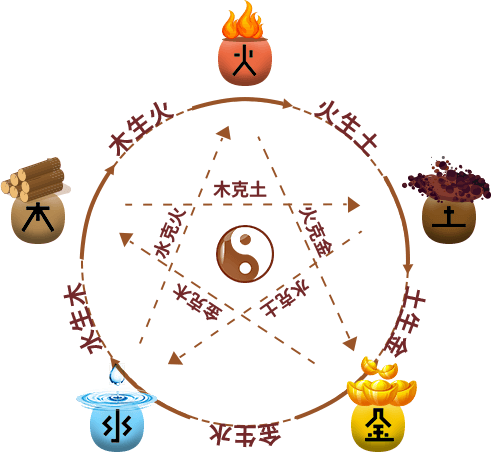 火
木生火
火生土
木
木克土
土
水克火
火克金
金克木
土克水
水生木
土生金
水
金生水
金